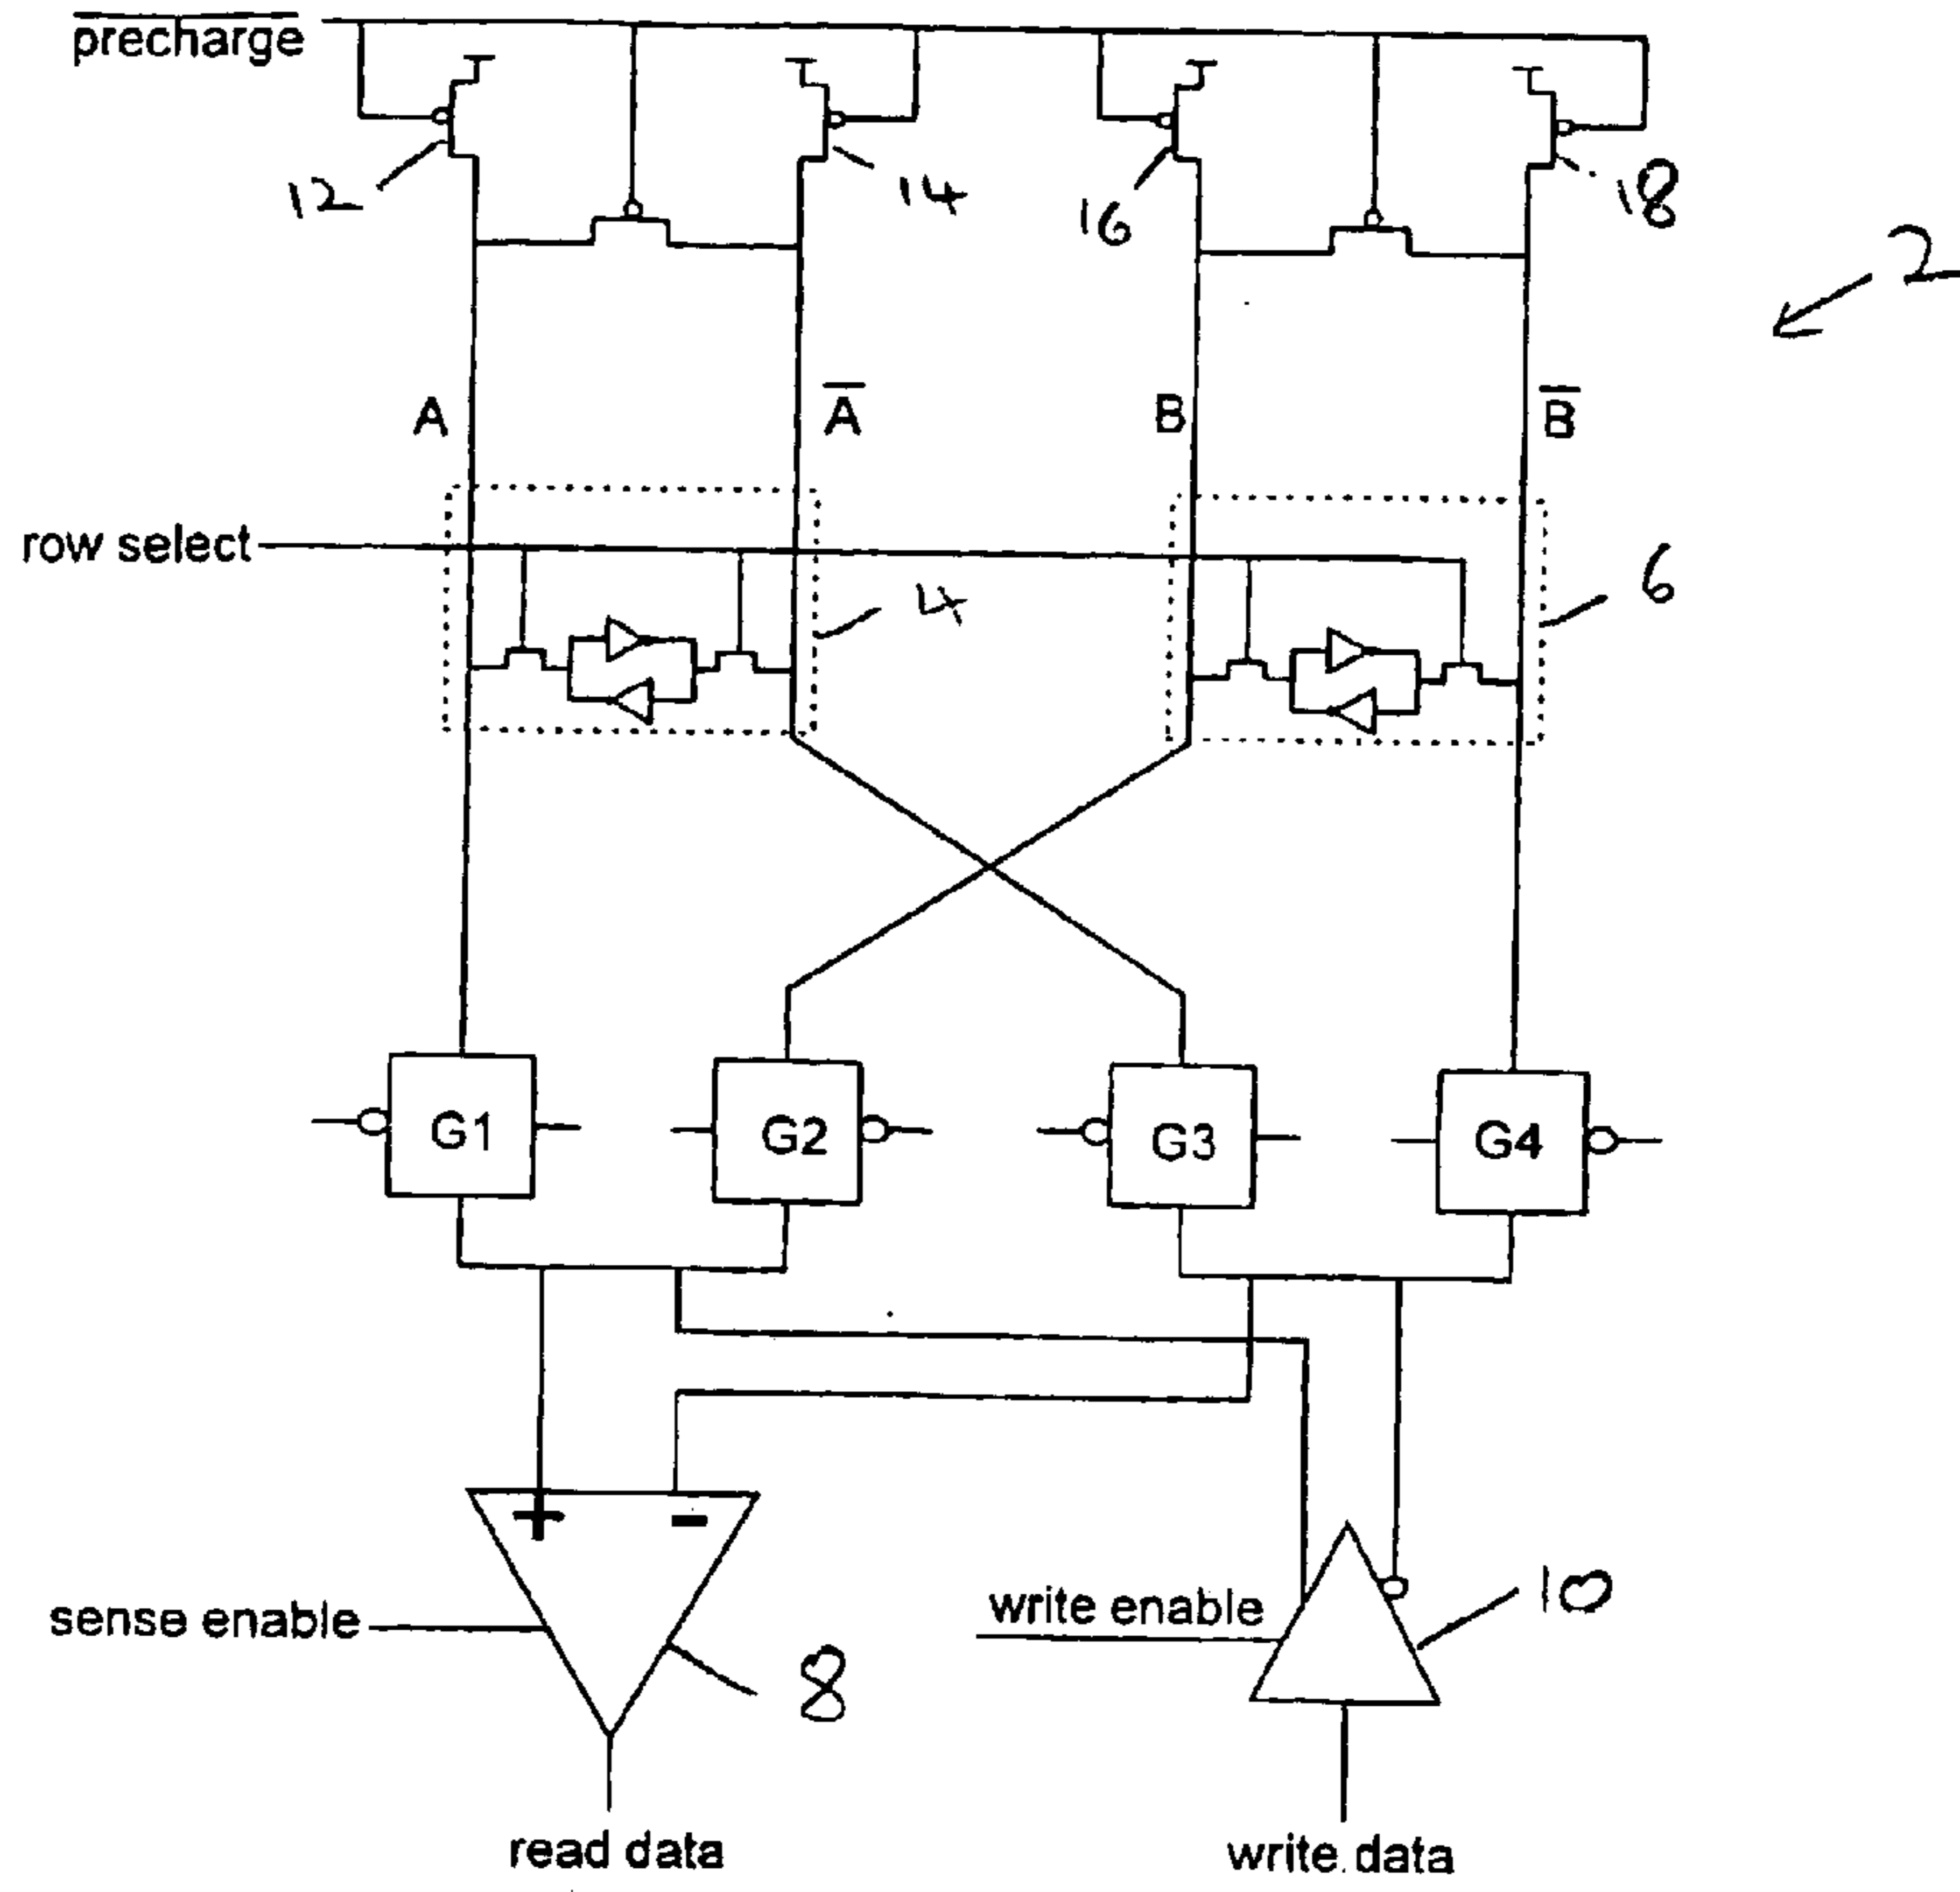 precharge
12
14
16
18
2
A
A
B
B
row select
4
6
G1
G2
G3
G4
+
-
sense enable
8
write enable
10
read data
write data